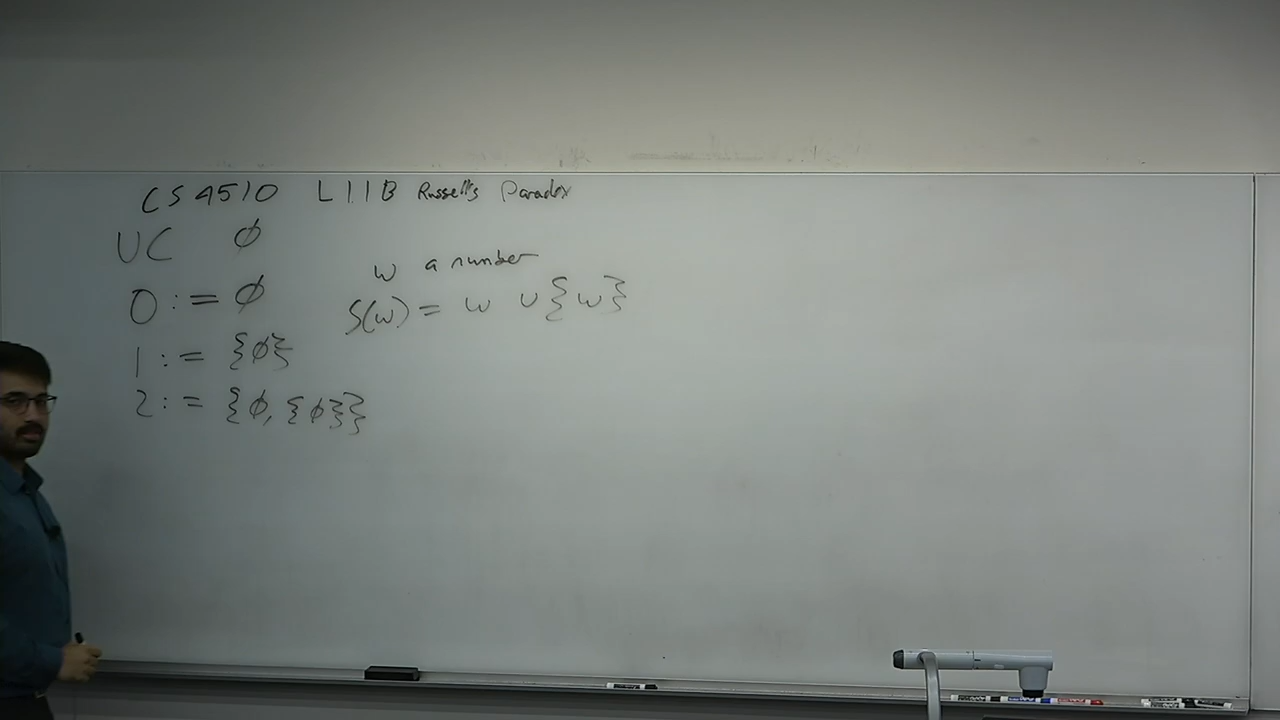 CS 4510 L11B Russell's Paradox
UC ∅
w a number
0 := ∅
S(w) = w ∪ {w}
1 := {∅}
2 := {∅, {∅}}